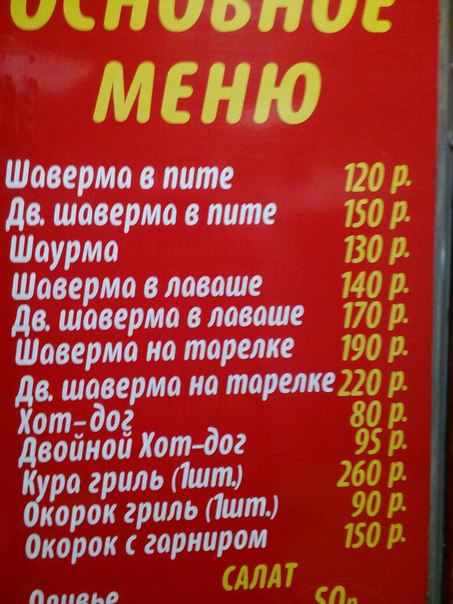 ОСНОВНОЕ
МЕНЮ
Шаверма в пите 120 р.
Дв. шаверма в пите 150 р.
Шаурма 130 р.
Шаверма в лаваше 140 р.
Дв. шаверма в лаваше 170 р.
Шаверма на тарелке 190 р.
Дв. шаверма на тарелке 220 р.
Хот-дог 80 р.
Двойной Хот-дог 95 р.
Кура гриль (1шт.) 260 р.
Окорок гриль (1шт.) 90 р.
Окорок с гарниром 150 р.
САЛАТ
Оливье 50р